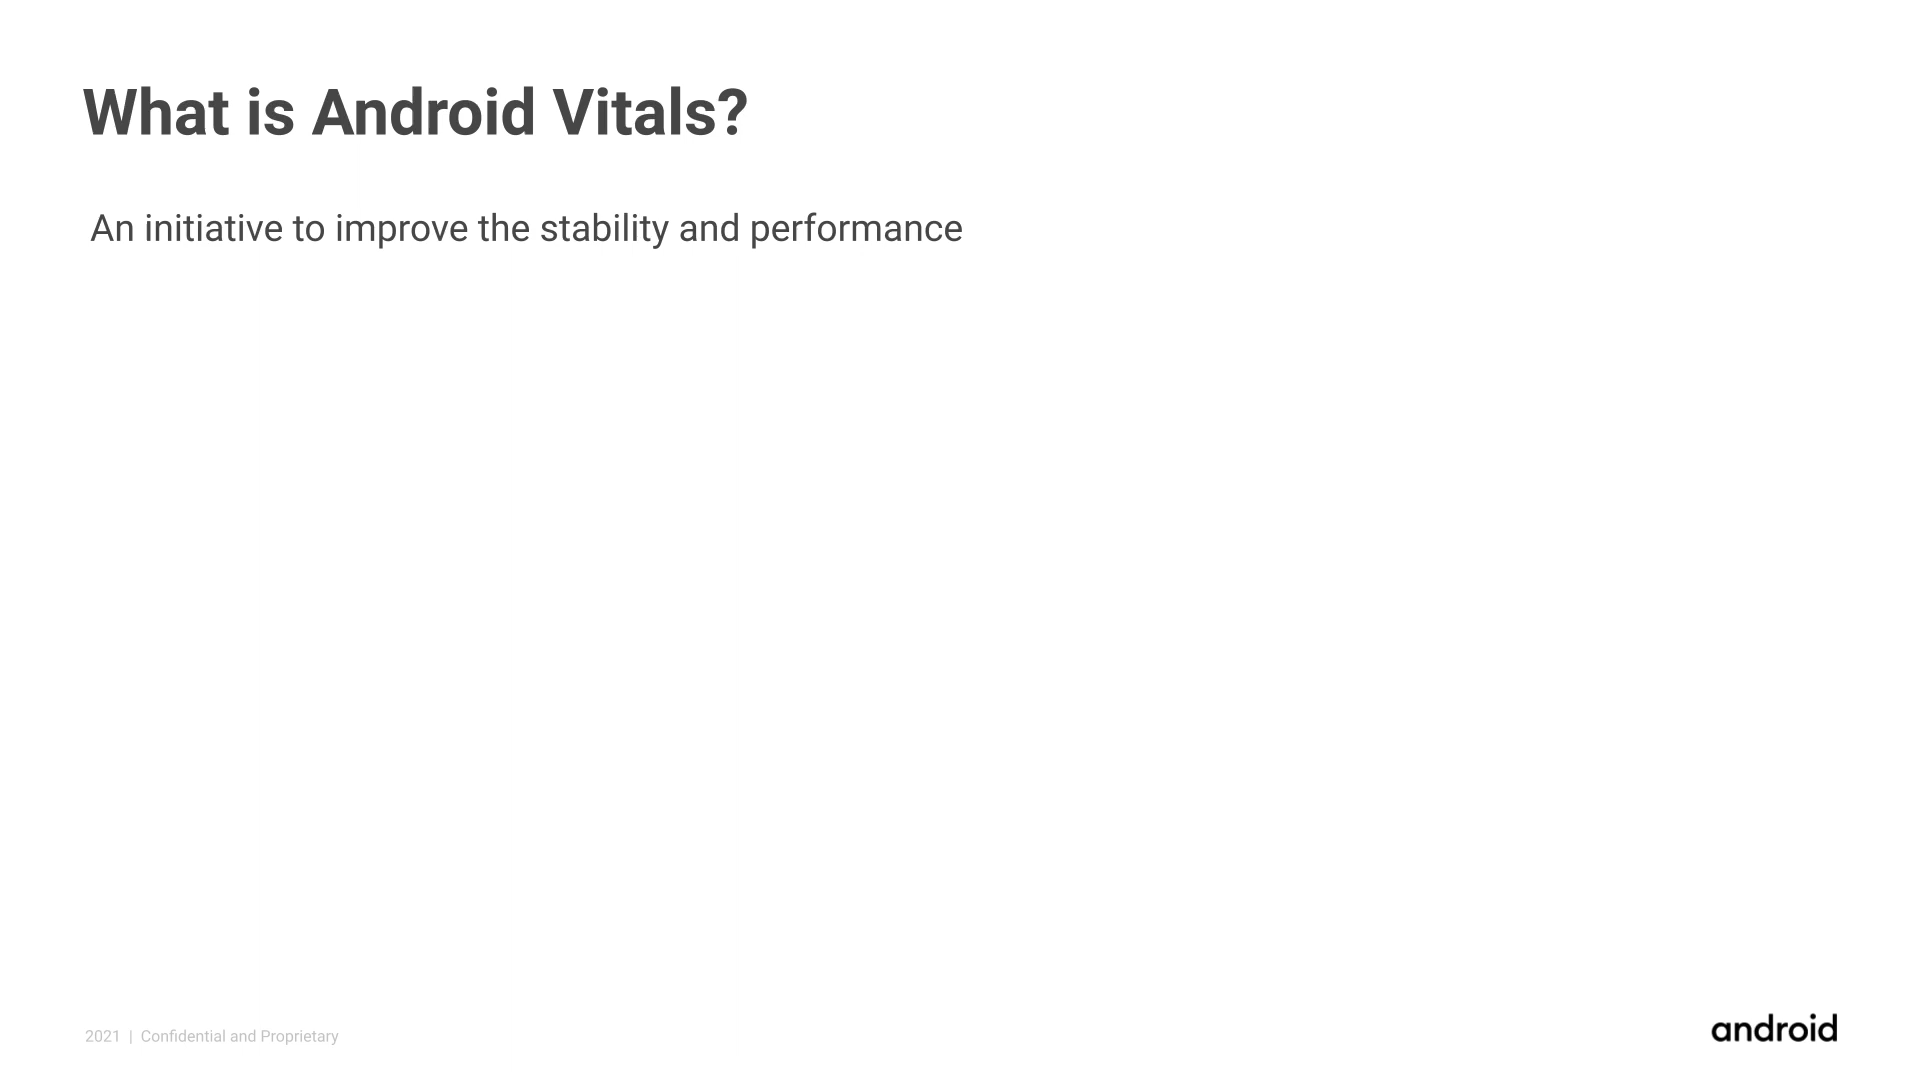 What is Android Vitals?
An initiative to improve the stability and performance
2021 | Confidential and Proprietary
android